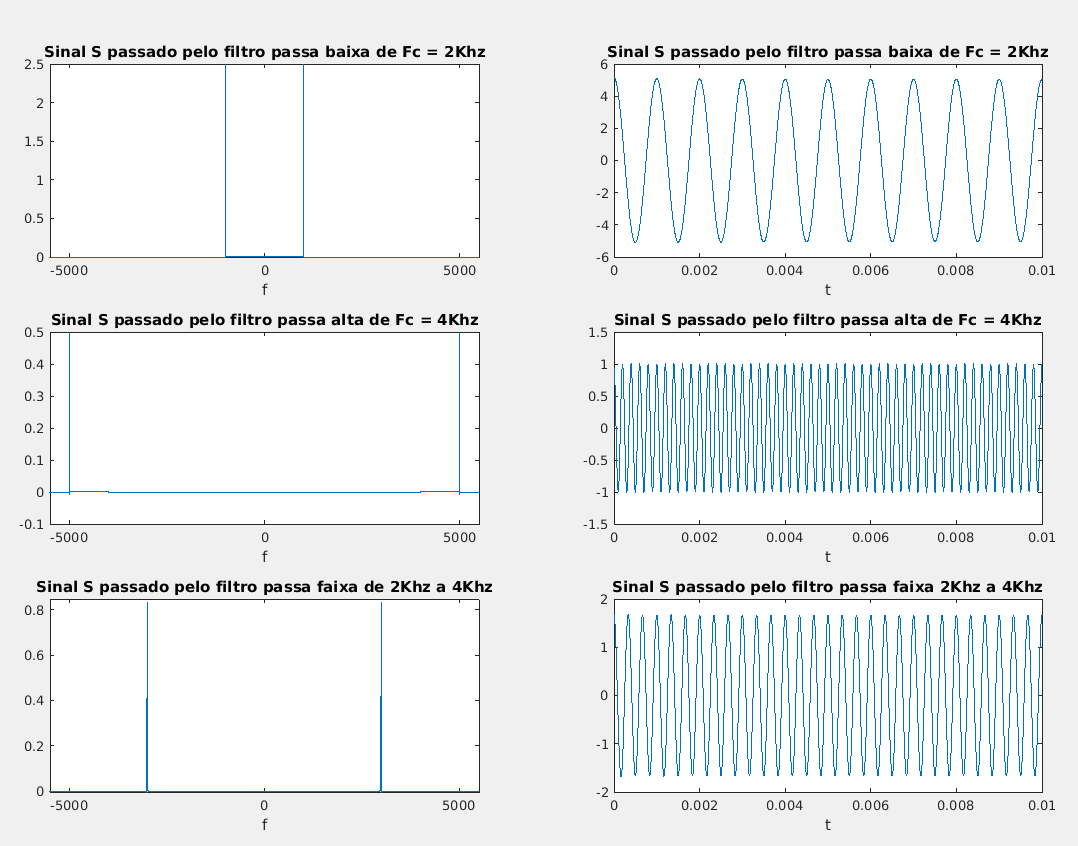 Sinal S passado pelo filtro passa baixa de Fc = 2Khz
2.5
2
1.5
1
0.5
0
-5000 0 5000
f
Sinal S passado pelo filtro passa baixa de Fc = 2Khz
6
4
2
0
-2
-4
-6
0 0.002 0.004 0.006 0.008 0.01
t
Sinal S passado pelo filtro passa alta de Fc = 4Khz
0.5
0.4
0.3
0.2
0.1
0
-0.1
-5000 0 5000
f
Sinal S passado pelo filtro passa alta de Fc = 4Khz
1.5
1
0.5
0
-0.5
-1
-1.5
0 0.002 0.004 0.006 0.008 0.01
t
Sinal S passado pelo filtro passa faixa de 2Khz a 4Khz
0.8
0.6
0.4
0.2
0
-5000 0 5000
f
Sinal S passado pelo filtro passa faixa 2Khz a 4Khz
2
1
0
-1
-2
0 0.002 0.004 0.006 0.008 0.01
t